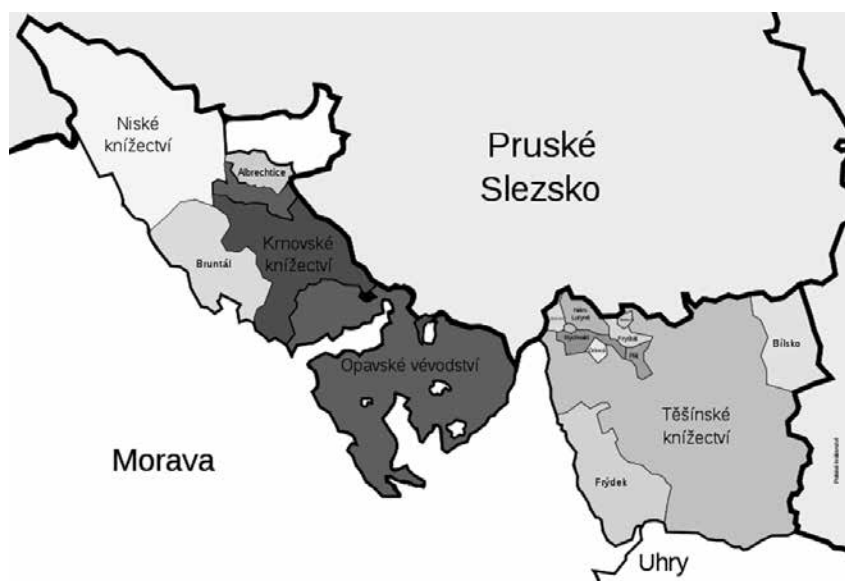 Niské
knížectví
Pruské
Slezsko
Albrechtice
Krnovské
knížectví
Bruntál
Bílsko
Opavské vévodství
Těšínské
knížectví
Morava
Frýdek
Uhry